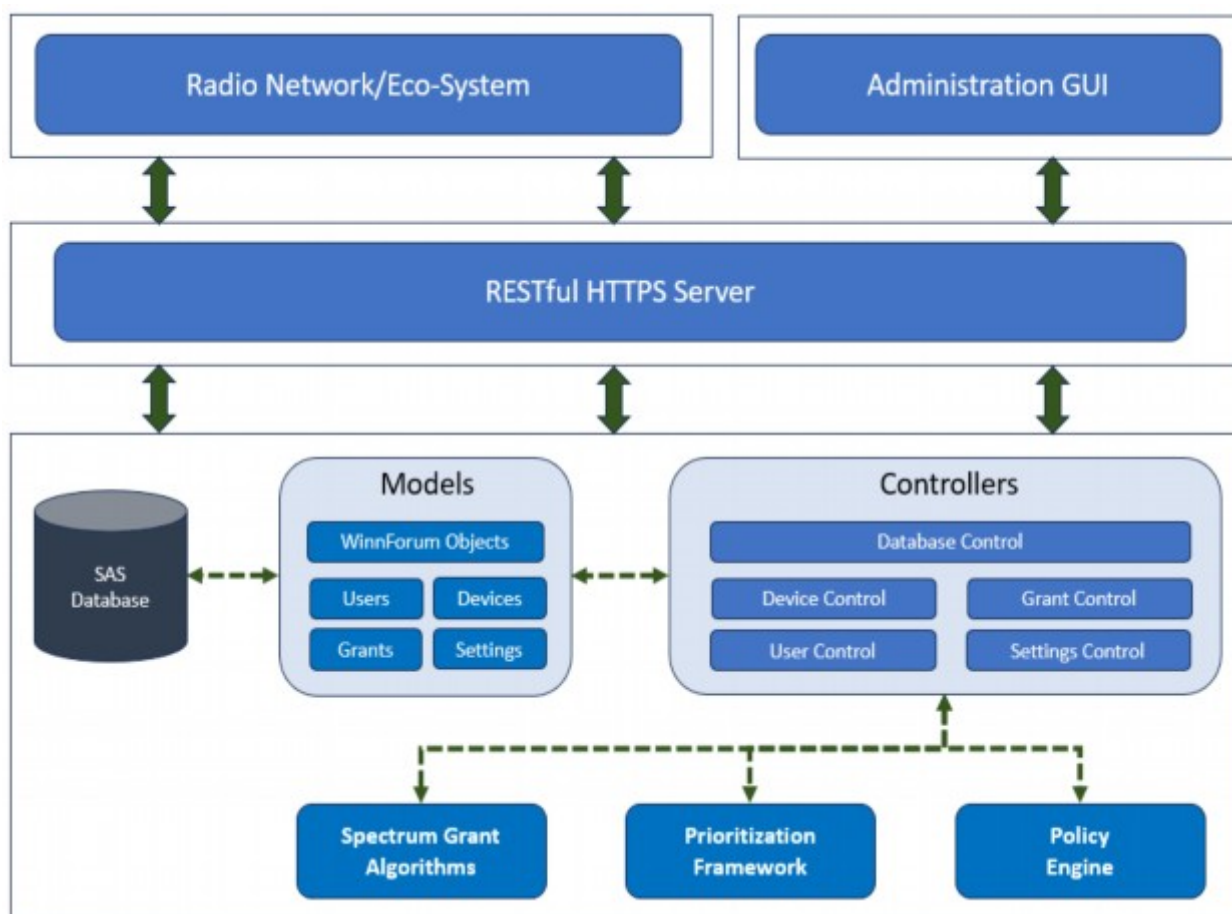 Radio Network/Eco-System
Administration GUI
RESTful HTTPS Server
Models
Controllers
SAS
Database
WinnForum Objects
Users
Devices
Grants
Settings
Database Control
Device Control
Grant Control
User Control
Settings Control
Spectrum Grant
Algorithms
Prioritization
Framework
Policy
Engine